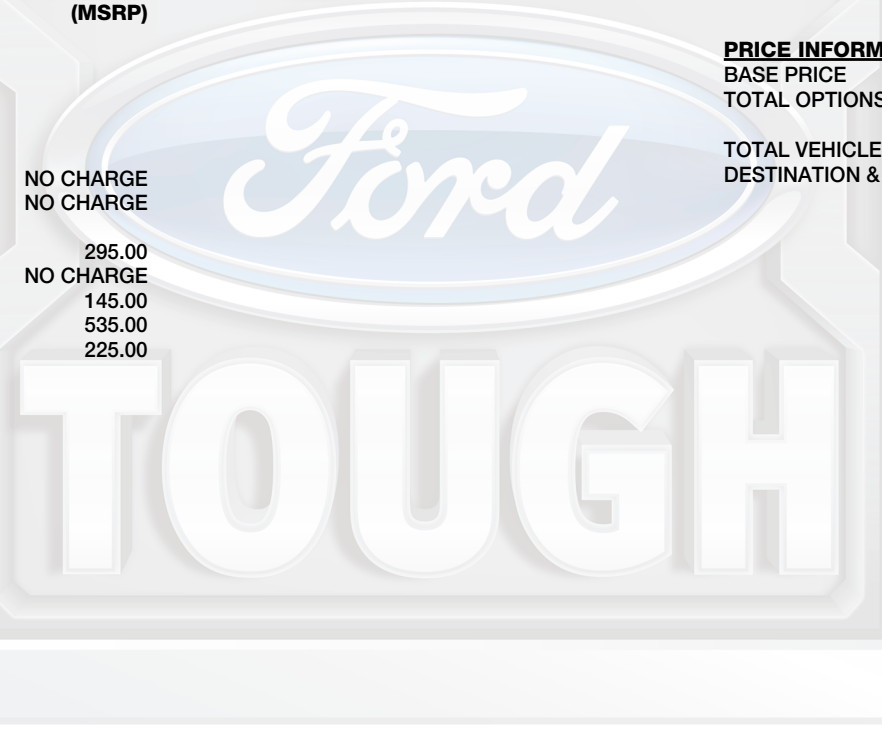 (MSRP)
NO CHARGE
NO CHARGE
295.00
NO CHARGE
145.00
535.00
225.00
PRICE INFORM
BASE PRICE
TOTAL OPTIONS
TOTAL VEHICLE
DESTINATION &
Ford
TOUGH